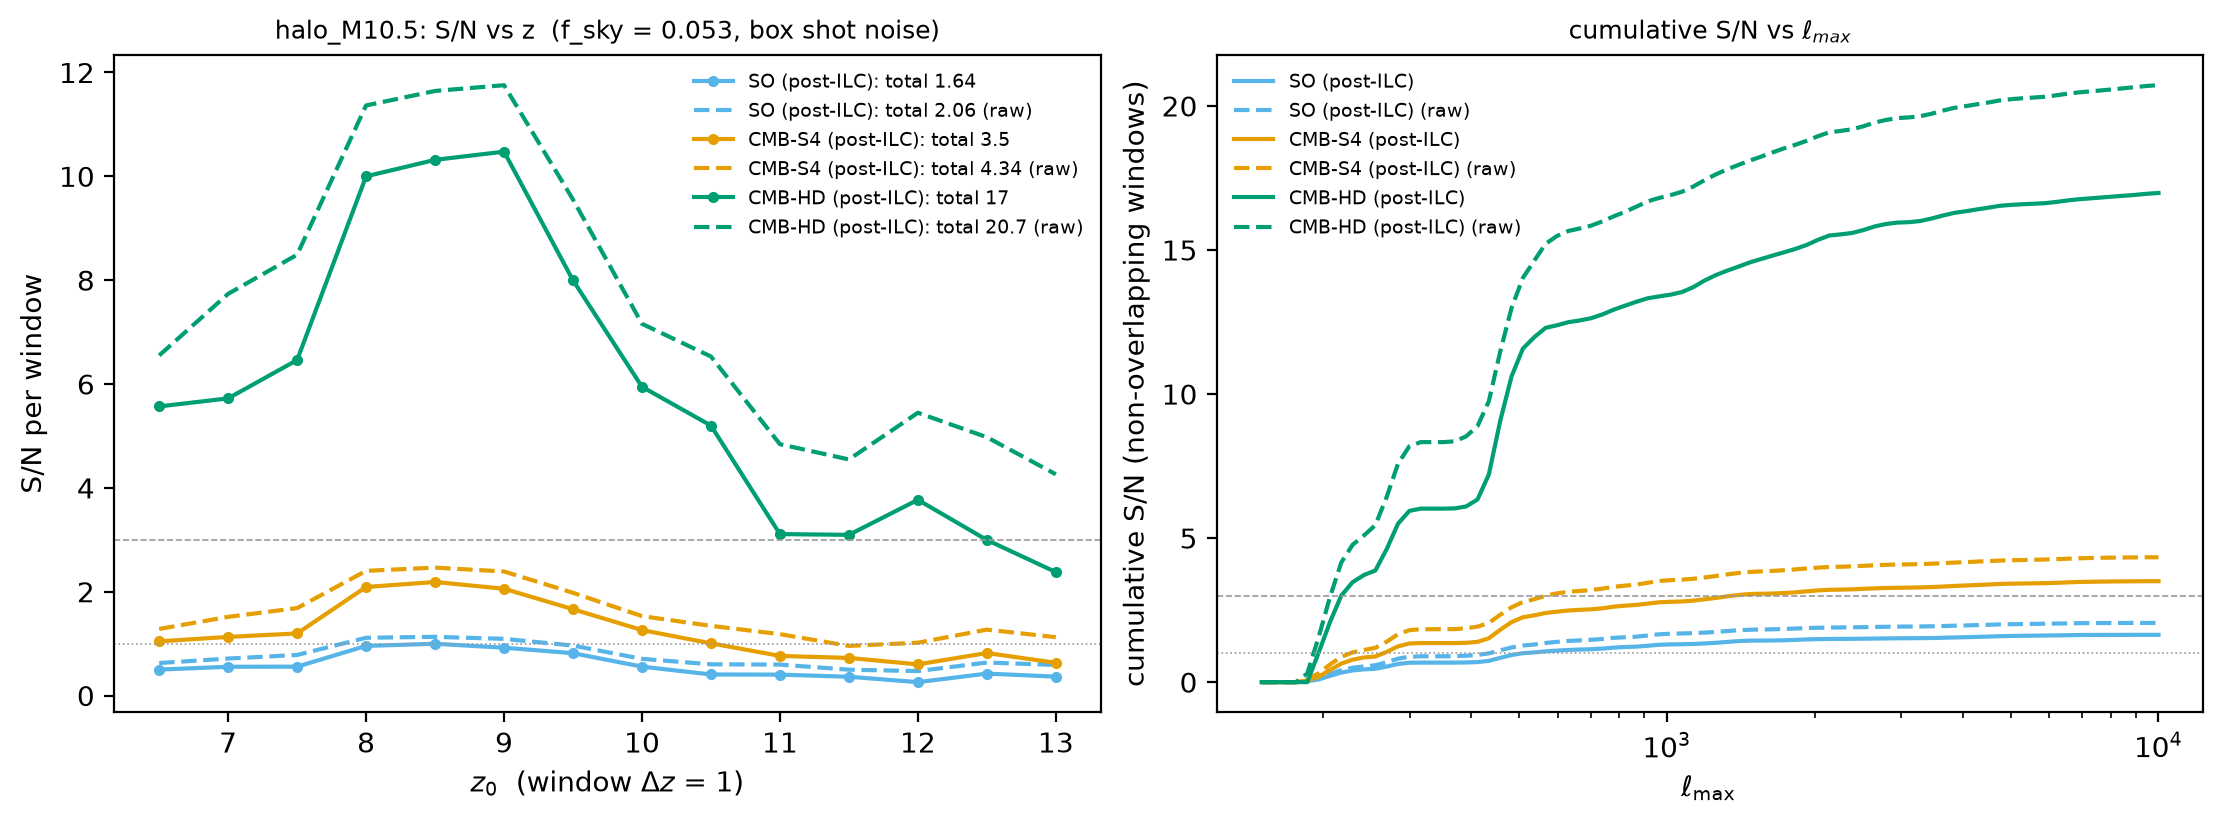 halo_M10.5: S/N vs z  (f_sky = 0.053, box shot noise)
SO (post-ILC): total 1.64
SO (post-ILC): total 2.06 (raw)
CMB-S4 (post-ILC): total 3.5
CMB-S4 (post-ILC): total 4.34 (raw)
CMB-HD (post-ILC): total 17
CMB-HD (post-ILC): total 20.7 (raw)
S/N per window
12
10
8
6
4
2
0
7 8 9 10 11 12 13
z₀  (window Δz = 1)
cumulative S/N vs ℓₘₐₓ
SO (post-ILC)
SO (post-ILC) (raw)
CMB-S4 (post-ILC)
CMB-S4 (post-ILC) (raw)
CMB-HD (post-ILC)
CMB-HD (post-ILC) (raw)
cumulative S/N (non-overlapping windows)
20
15
10
5
0
10³ 10⁴
ℓₘₐₓ